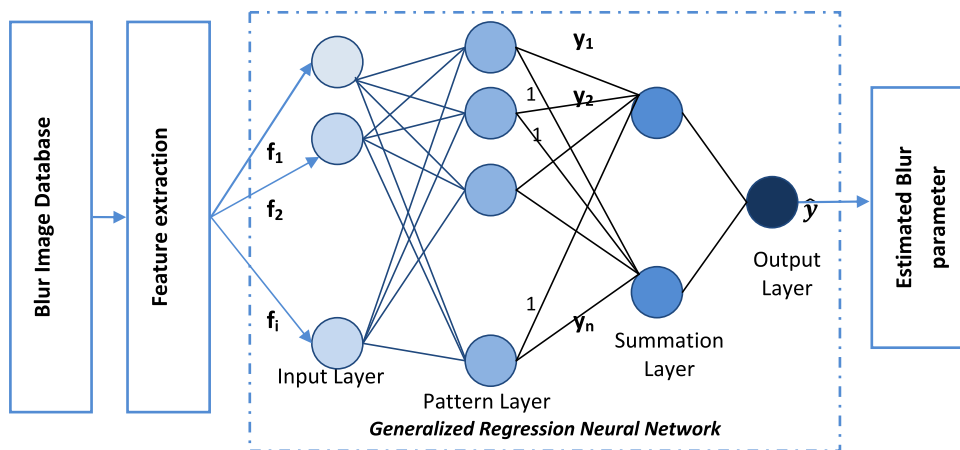 Blur Image Database
Feature extraction
f1
f2
fi
Input Layer
Pattern Layer
y1
1
y2
1
1
yn
Summation
Layer
Output
Layer
ŷ
Estimated Blur
parameter
Generalized Regression Neural Network